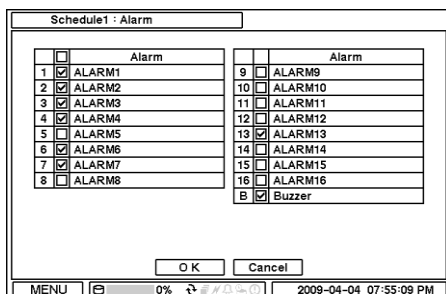 Schedule1 : Alarm
Alarm
1 ALARM1
2 ALARM2
3 ALARM3
4 ALARM4
5 ALARM5
6 ALARM6
7 ALARM7
8 ALARM8
Alarm
9 ALARM9
10 ALARM10
11 ALARM11
12 ALARM12
13 ALARM13
14 ALARM14
15 ALARM15
16 ALARM16
B Buzzer
OK Cancel
MENU 0% 2009-04-04 07:55:09 PM